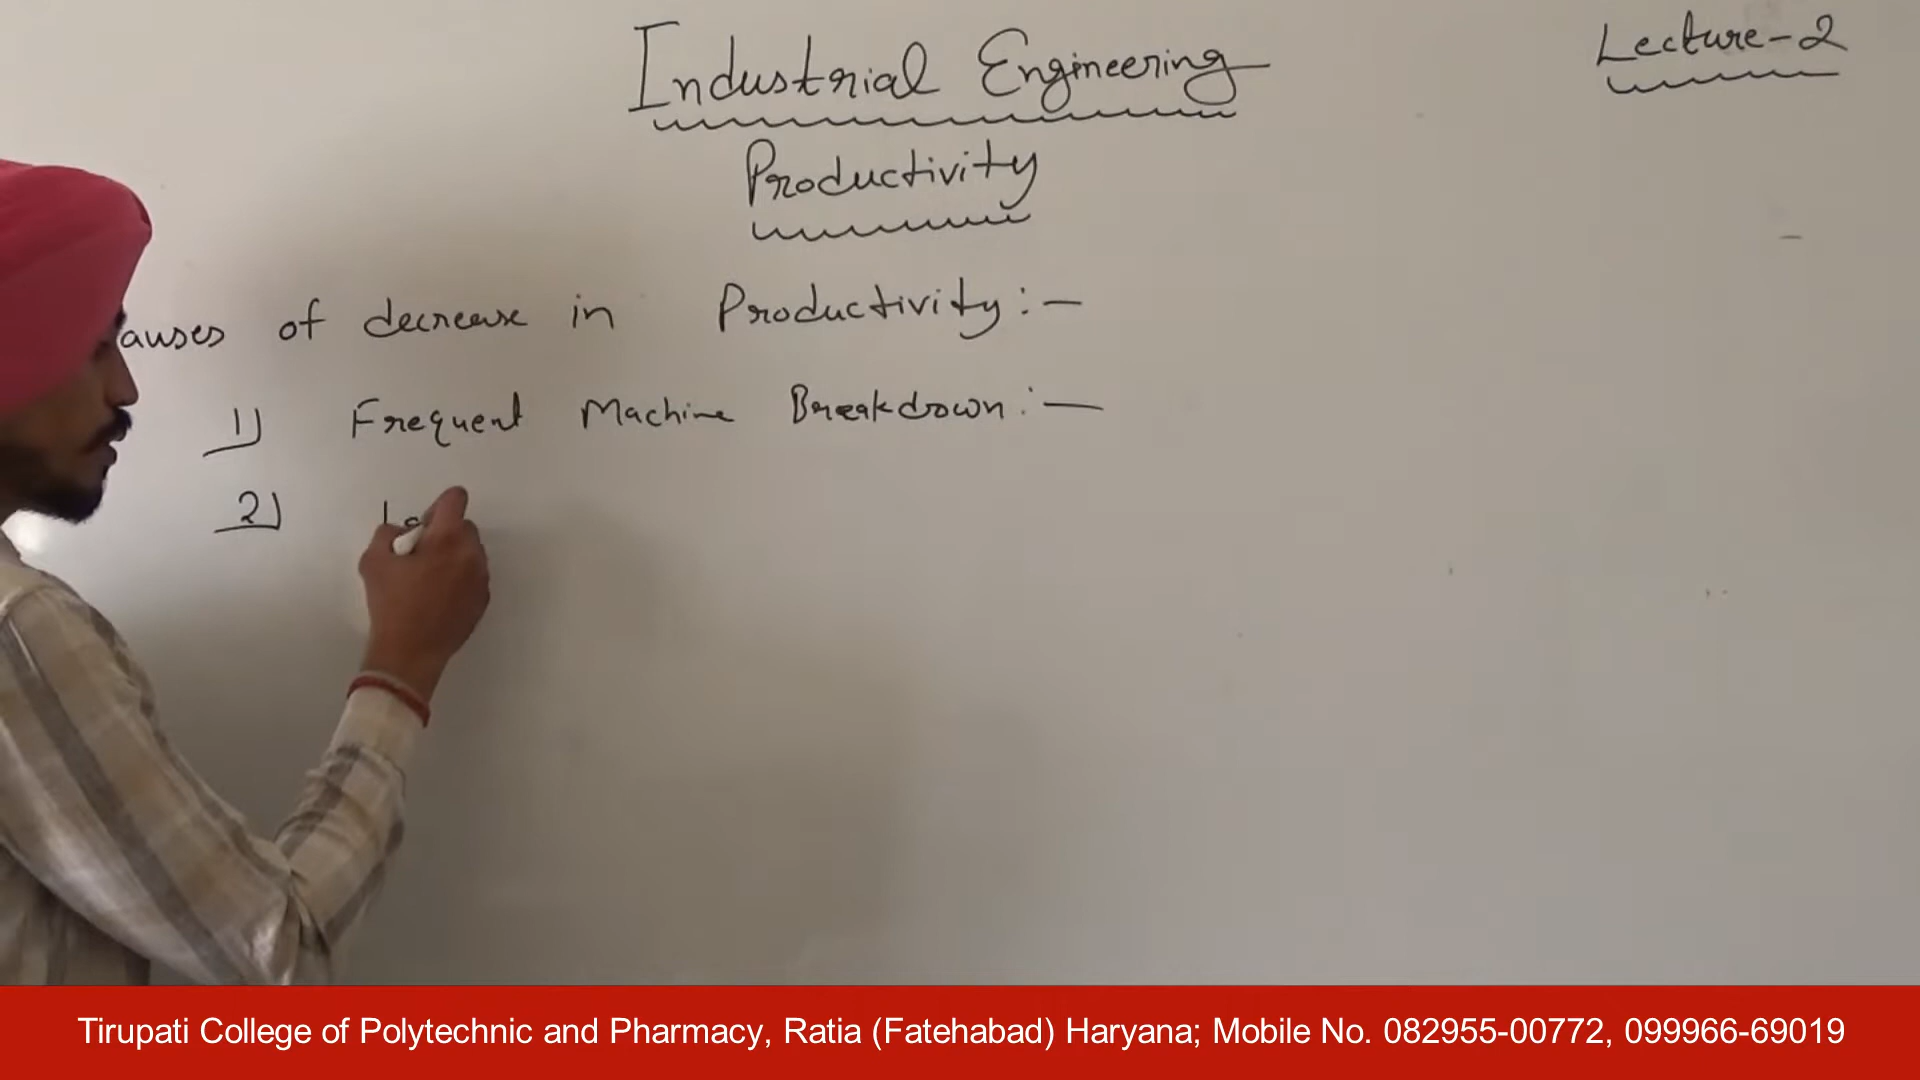 Industrial Engineering
Lecture-2
Productivity
auses of decrease in Productivity:-
1) Frequent Machine Breakdown:-
2)
Tirupati College of Polytechnic and Pharmacy, Ratia (Fatehabad) Haryana; Mobile No. 082955-00772, 099966-69019